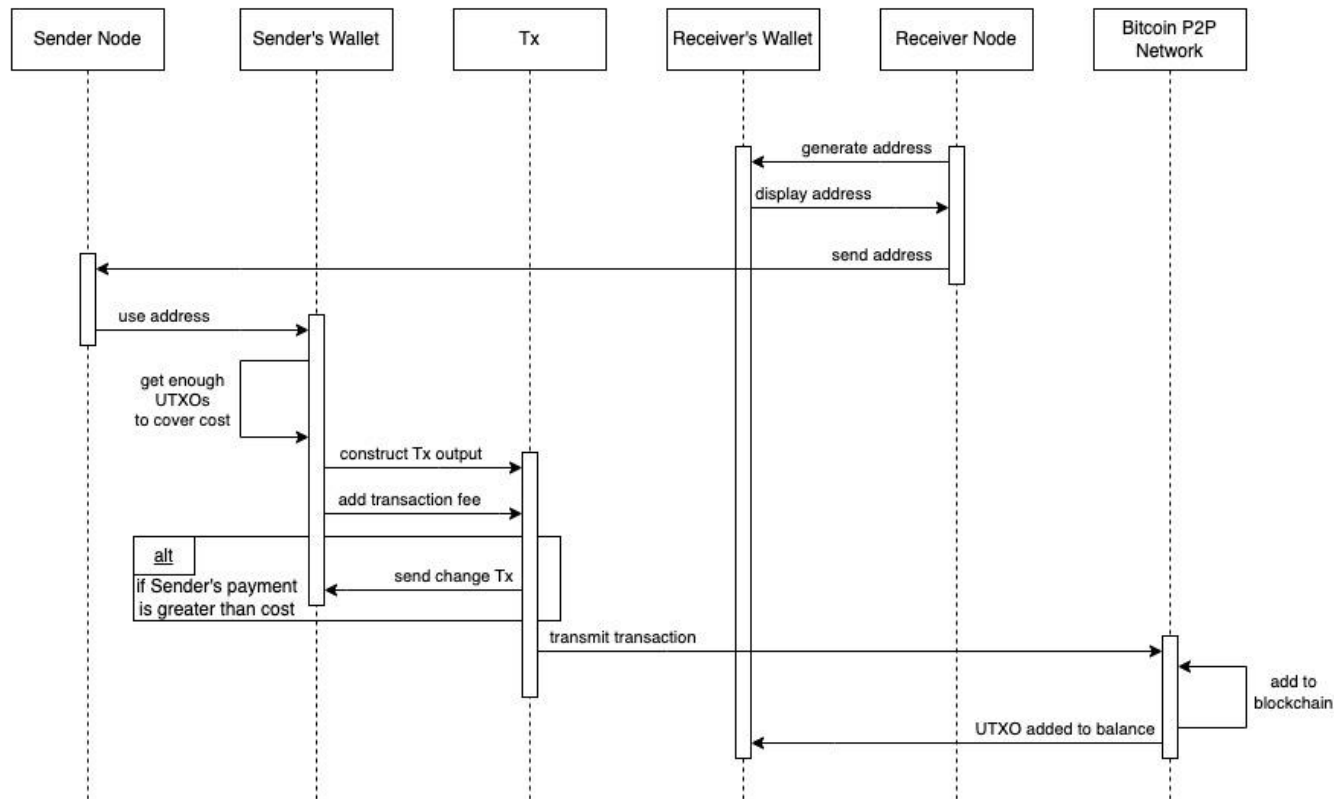 Sender Node
Sender's Wallet
Tx
Receiver's Wallet
Receiver Node
Bitcoin P2P
Network
generate address
display address
send address
use address
get enough
UTXOs
to cover cost
construct Tx output
add transaction fee
alt
if Sender's payment
is greater than cost
send change Tx
transmit transaction
add to
blockchain
UTXO added to balance